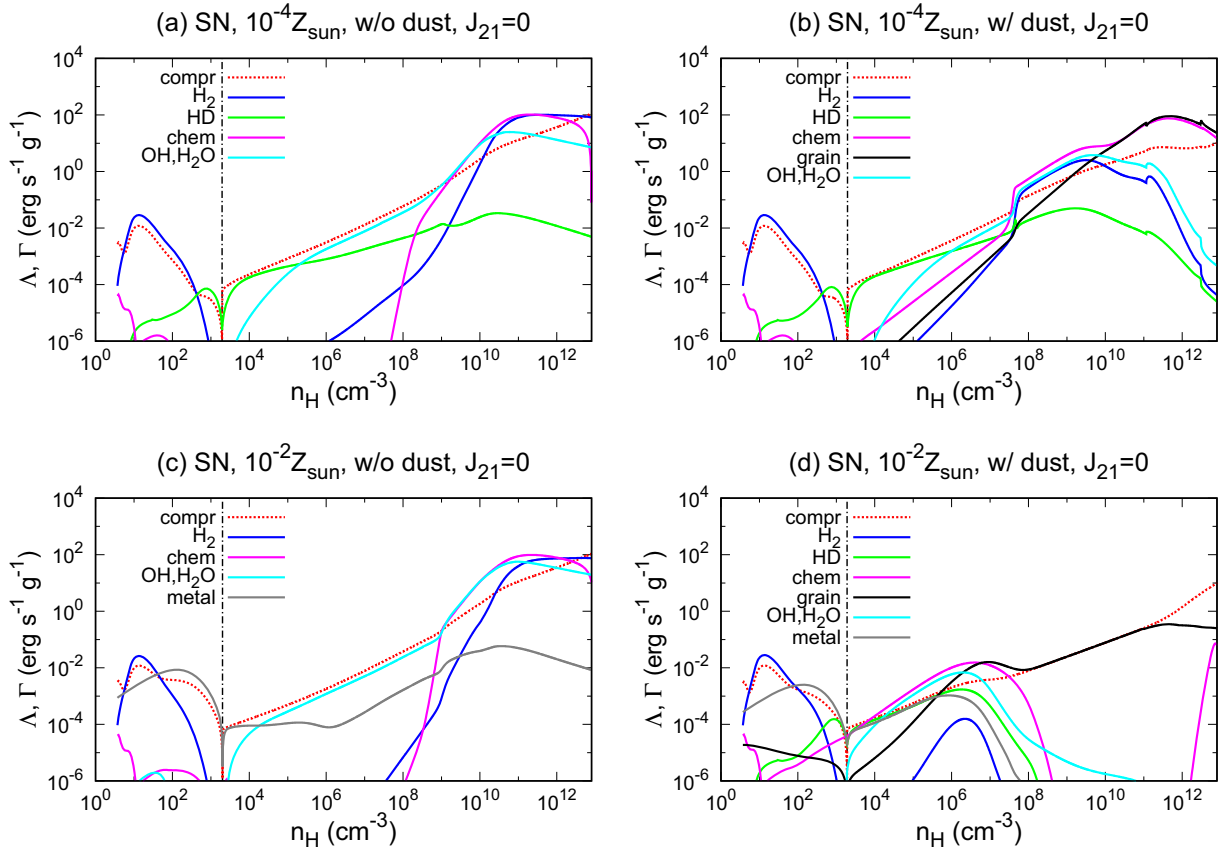 (a) SN, 10^-4 Z_sun, w/o dust, J_21=0
Λ, Γ (erg s^-1 g^-1)
10^4
10^2
10^0
10^-2
10^-4
10^-6
compr
H_2
HD
chem
OH,H_2O
10^0 10^2 10^4 10^6 10^8 10^10 10^12
n_H (cm^-3)
(b) SN, 10^-4 Z_sun, w/ dust, J_21=0
Λ, Γ (erg s^-1 g^-1)
10^4
10^2
10^0
10^-2
10^-4
10^-6
compr
H_2
HD
chem
grain
OH,H_2O
10^0 10^2 10^4 10^6 10^8 10^10 10^12
n_H (cm^-3)
(c) SN, 10^-2 Z_sun, w/o dust, J_21=0
Λ, Γ (erg s^-1 g^-1)
10^4
10^2
10^0
10^-2
10^-4
10^-6
compr
H_2
chem
OH,H_2O
metal
10^0 10^2 10^4 10^6 10^8 10^10 10^12
n_H (cm^-3)
(d) SN, 10^-2 Z_sun, w/ dust, J_21=0
Λ, Γ (erg s^-1 g^-1)
10^4
10^2
10^0
10^-2
10^-4
10^-6
compr
H_2
HD
chem
grain
OH,H_2O
metal
10^0 10^2 10^4 10^6 10^8 10^10 10^12
n_H (cm^-3)